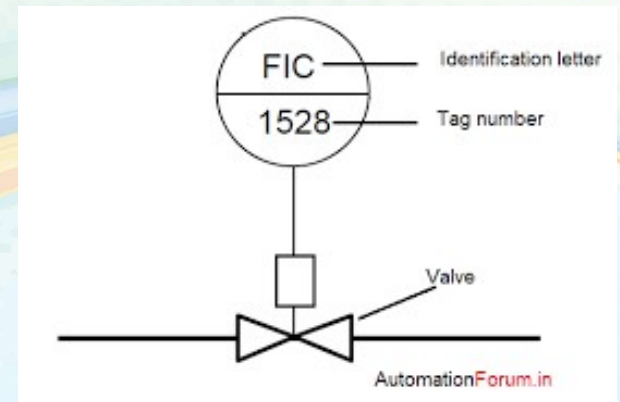 FIC
Identification letter
1528
Tag number
Valve
AutomationForum.in